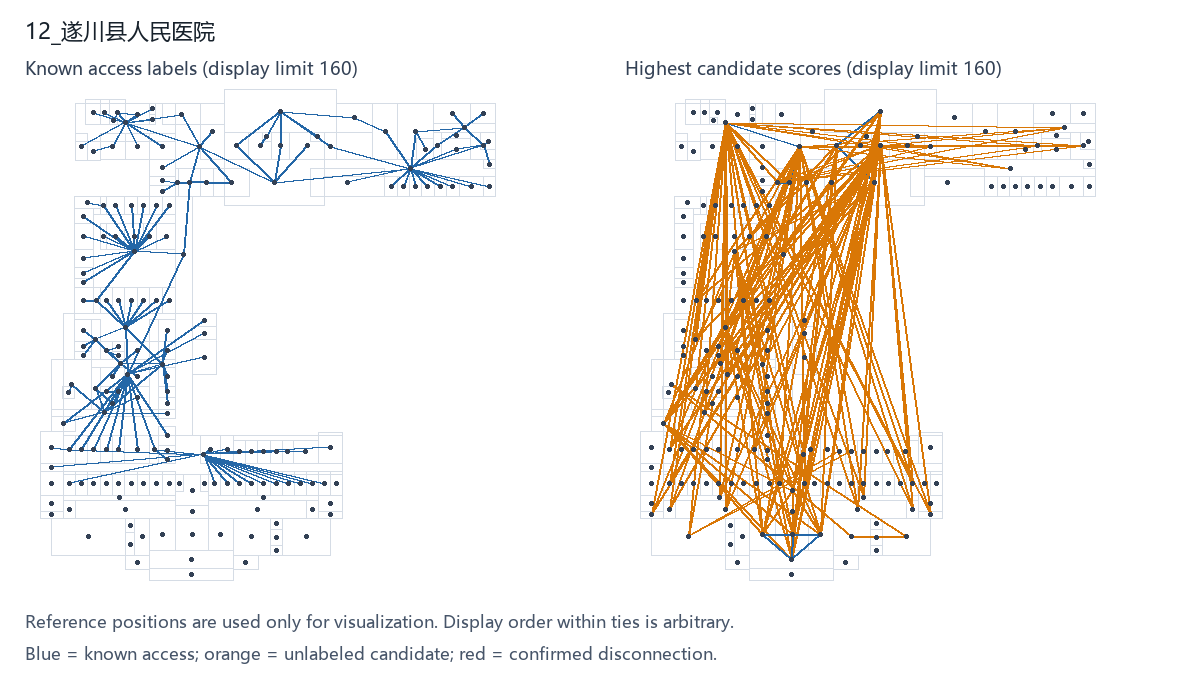 12_遂川县人民医院
Known access labels (display limit 160)
Highest candidate scores (display limit 160)
Reference positions are used only for visualization. Display order within ties is arbitrary.
Blue = known access; orange = unlabeled candidate; red = confirmed disconnection.